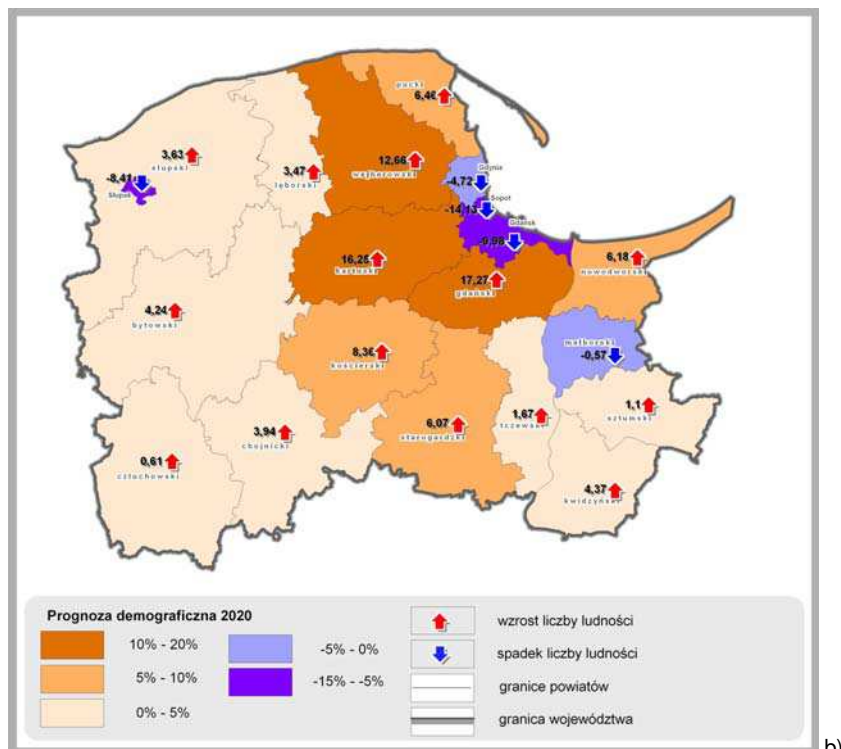 pucki
6,46
3,63
słupski
12,66
wejherowski
3,47
lęborski
Gdynia
-4,72
-8,41
Słupsk
Sopot
-14,13
Gdańsk
-9,98
6,18
nowodworski
16,25
kartuski
17,27
gdański
4,24
bytowski
malborski
-0,57
8,36
kościerski
1,1
sztumski
1,67
tczewski
6,07
starogardzki
3,94
chojnicki
0,61
człuchowski
4,37
kwidzyński
Prognoza demograficzna 2020
10% - 20%
5% - 10%
0% - 5%
-5% - 0%
-15% - -5%
wzrost liczby ludności
spadek liczby ludności
granice powiatów
granica województwa
b)